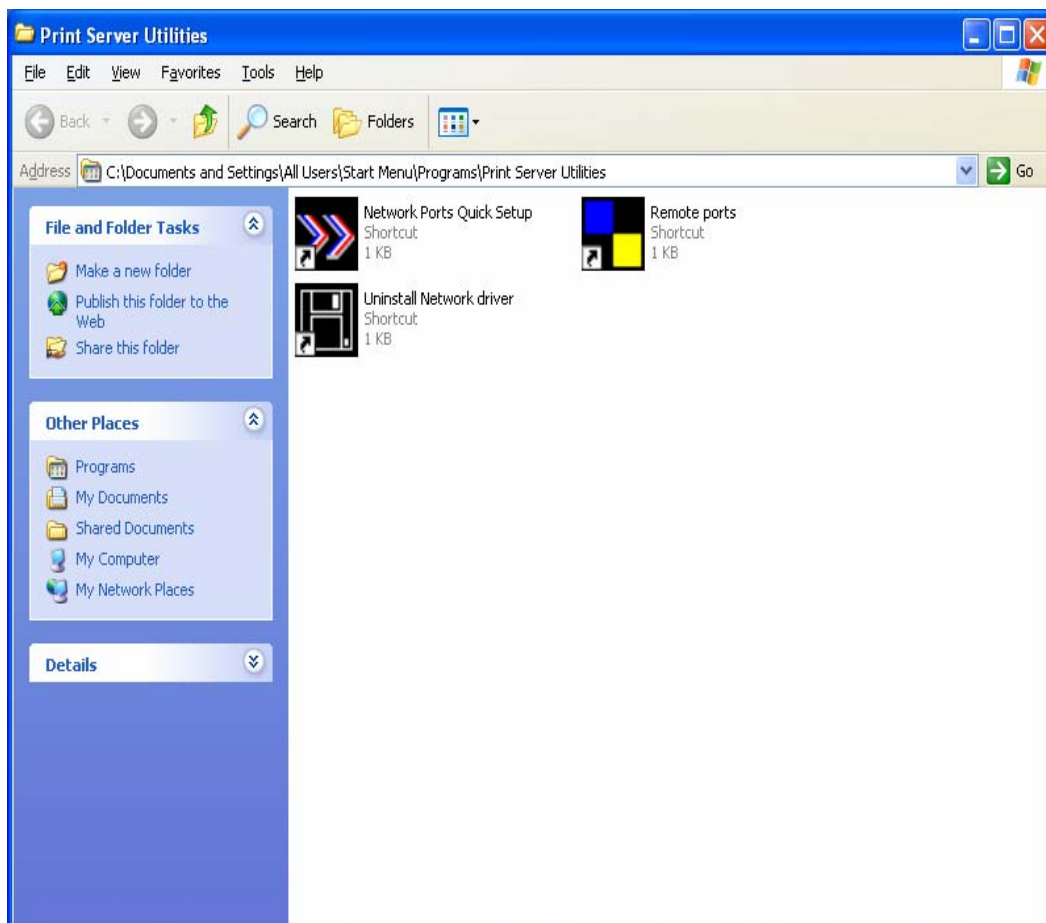 Print Server Utilities
File Edit View Favorites Tools Help
Back Search Folders
Address C:\Documents and Settings\All Users\Start Menu\Programs\Print Server Utilities Go
File and Folder Tasks
Make a new folder
Publish this folder to the
Web
Share this folder
Other Places
Programs
My Documents
Shared Documents
My Computer
My Network Places
Details
Network Ports Quick Setup
Shortcut
1 KB
Remote ports
Shortcut
1 KB
Uninstall Network driver
Shortcut
1 KB